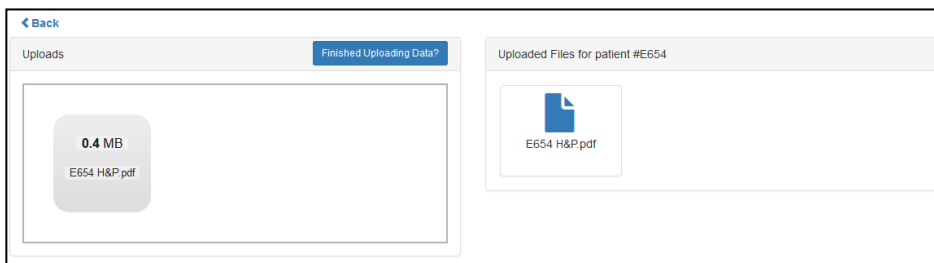 Back
Uploads
Finished Uploading Data?
0.4 MB
E654 H&P.pdf
Uploaded Files for patient #E654
E654 H&P.pdf